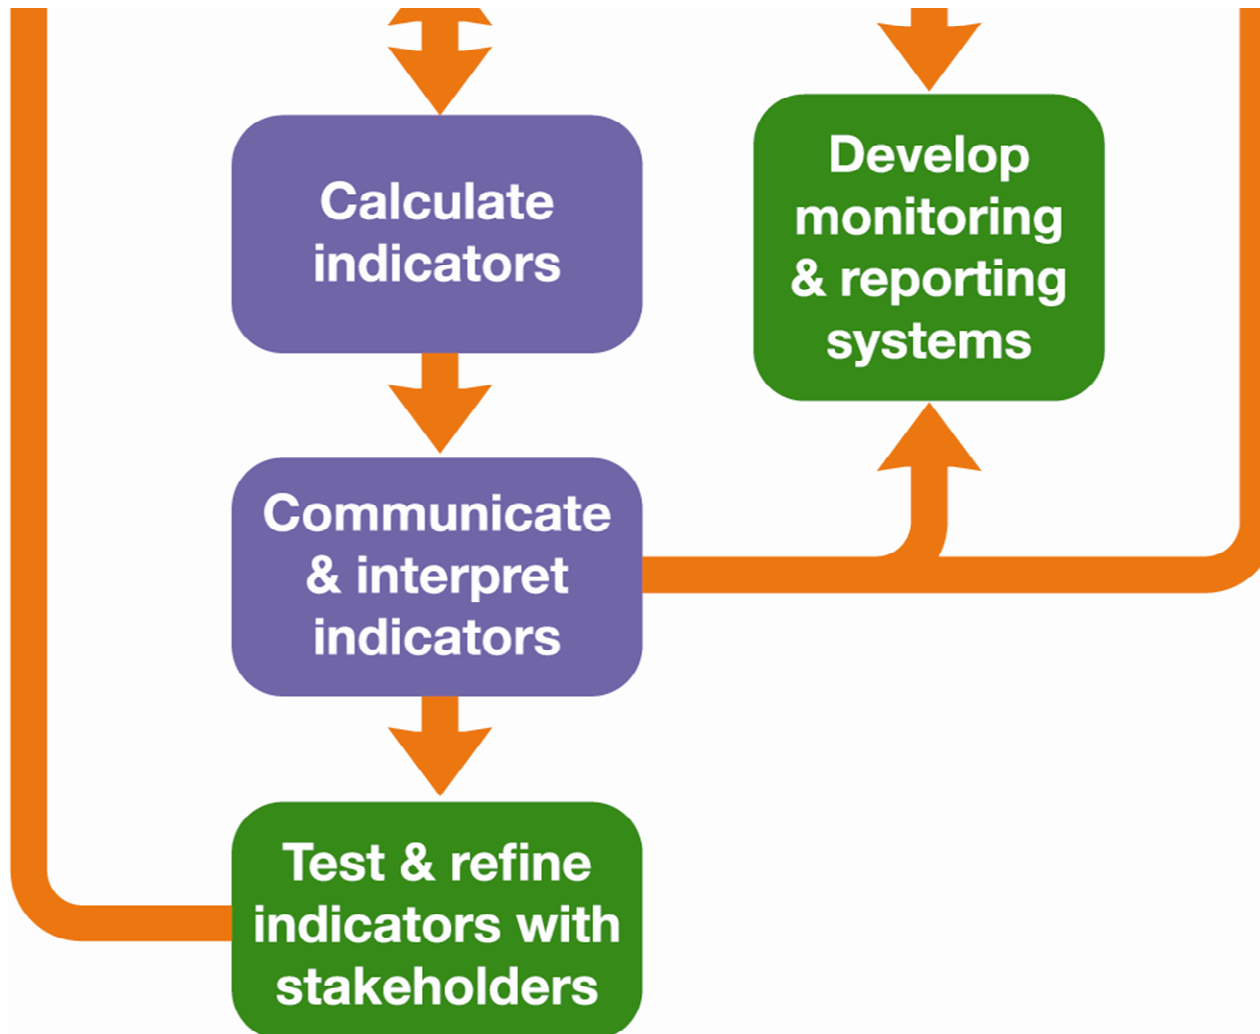 Calculate
indicators
Develop
monitoring
& reporting
systems
Communicate
& interpret
indicators
Test & refine
indicators with
stakeholders